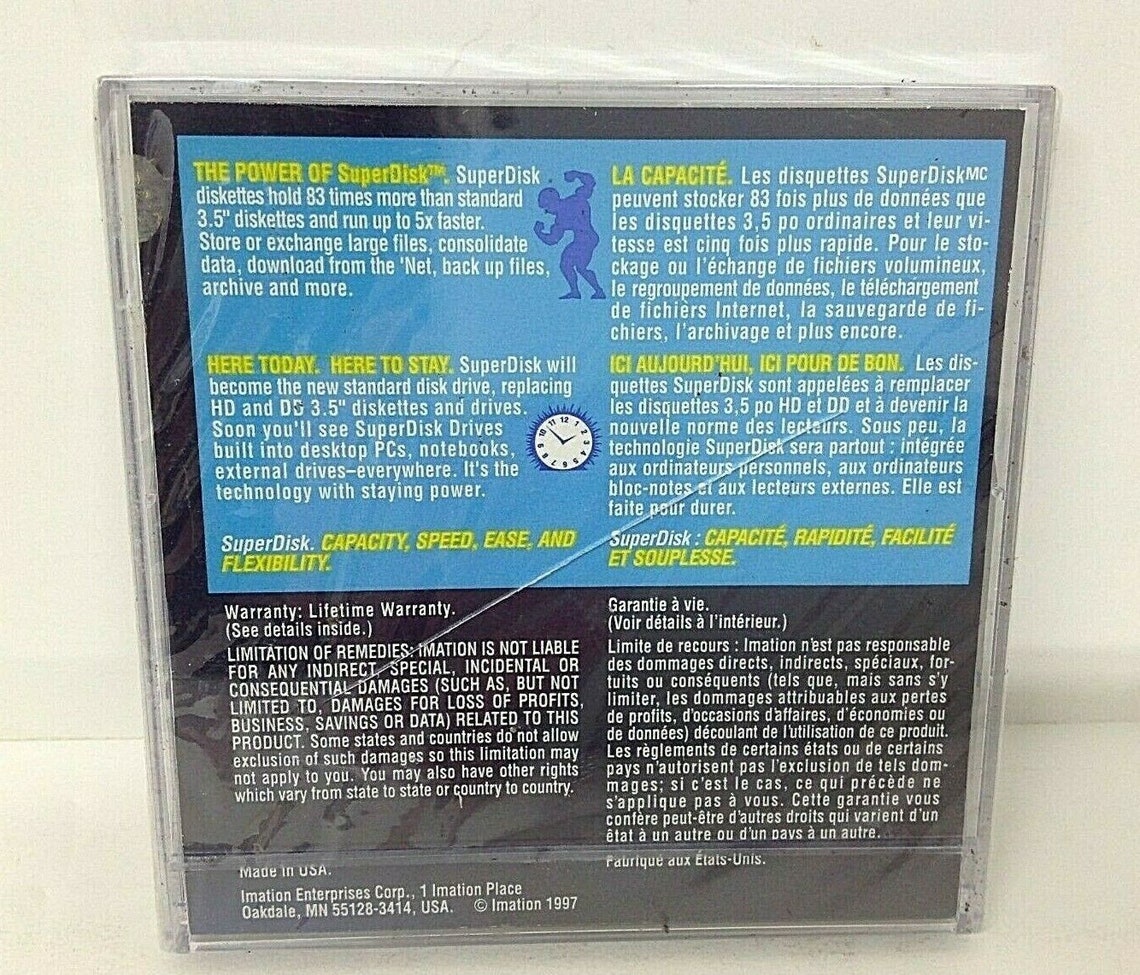 THE POWER OF SuperDisk™. SuperDisk
diskettes hold 83 times more than standard
3.5" diskettes and run up to 5x faster.
Store or exchange large files, consolidate
data, download from the 'Net, back up files,
archive and more.
HERE TODAY. HERE TO STAY. SuperDisk will
become the new standard disk drive, replacing
HD and DD 3.5" diskettes and drives.
Soon you'll see SuperDisk Drives
built into desktop PCs, notebooks,
external drives–everywhere. It's the
technology with staying power.
12 1 2 3 4 5 6 7 8 9 10 11
SuperDisk. CAPACITY, SPEED, EASE, AND
FLEXIBILITY.
LA CAPACITÉ. Les disquettes SuperDiskMC
peuvent stocker 83 fois plus de données que
les disquettes 3,5 po ordinaires et leur vi-
tesse est cinq fois plus rapide. Pour le sto-
ckage ou l'échange de fichiers volumineux,
le regroupement de données, le téléchargement
de fichiers Internet, la sauvegarde de fi-
chiers, l'archivage et plus encore.
ICI AUJOURD'HUI, ICI POUR DE BON. Les dis-
quettes SuperDisk sont appelées à remplacer
les disquettes 3,5 po HD et DD et à devenir la
nouvelle norme des lecteurs. Sous peu, la
technologie SuperDisk sera partout : intégrée
aux ordinateurs personnels, aux ordinateurs
bloc-notes et aux lecteurs externes. Elle est
faite pour durer.
SuperDisk : CAPACITÉ, RAPIDITÉ, FACILITÉ
ET SOUPLESSE.
Warranty: Lifetime Warranty.
(See details inside.)
LIMITATION OF REMEDIES: IMATION IS NOT LIABLE
FOR ANY INDIRECT, SPECIAL, INCIDENTAL OR
CONSEQUENTIAL DAMAGES (SUCH AS, BUT NOT
LIMITED TO, DAMAGES FOR LOSS OF PROFITS,
BUSINESS, SAVINGS OR DATA) RELATED TO THIS
PRODUCT. Some states and countries do not allow
exclusion of such damages so this limitation may
not apply to you. You may also have other rights
which vary from state to state or country to country.
Made in USA.
Imation Enterprises Corp., 1 Imation Place
Oakdale, MN 55128-3414, USA. © Imation 1997
Garantie à vie.
(Voir détails à l'intérieur.)
Limite de recours : Imation n'est pas responsable
des dommages directs, indirects, spéciaux, for-
tuits ou conséquents (tels que, mais sans s'y
limiter, les dommages attribuables aux pertes
de profits, d'occasions d'affaires, d'économies ou
de données) découlant de l'utilisation de ce produit.
Les règlements de certains états ou de certains
pays n'autorisent pas l'exclusion de tels dom-
mages; si c'est le cas, ce qui précède ne
s'applique pas à vous. Cette garantie vous
confère peut-être d'autres droits qui varient d'un
état à un autre ou d'un pays à un autre.
Fabriqué aux États-Unis.